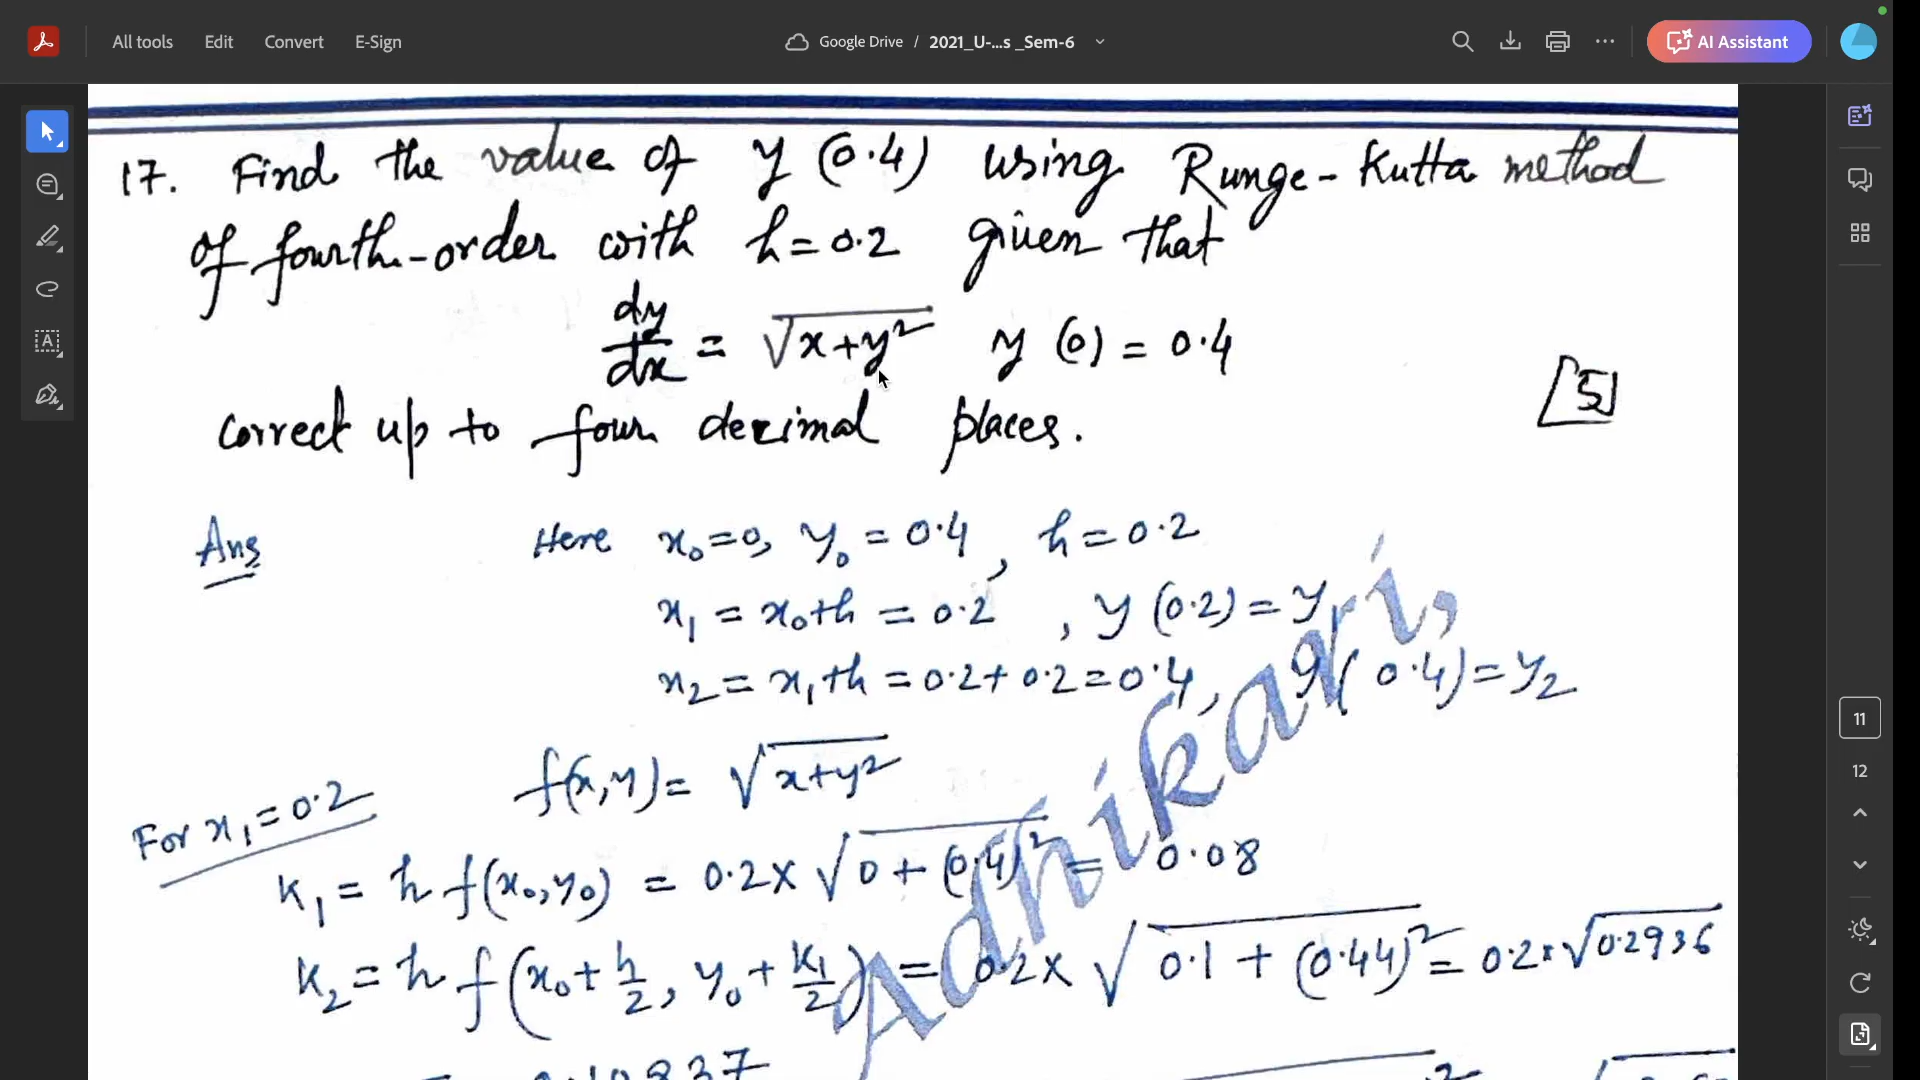 All tools Edit Convert E-Sign Google Drive / 2021_U-...s _Sem-6 AI Assistant
17. Find the value of y (0.4) using Runge-Kutta method
of fourth-order with h=0.2 given that
dy/dx = √x+y² y (0) = 0.4
correct up to four decimal places. [5]
Ans Here x₀=0, y₀ = 0.4, h=0.2
x₁ = x₀+h = 0.2, y (0.2) = y₁
x₂ = x₁+h = 0.2+0.2=0.4, y(0.4)=y₂
f(x,y)= √x+y²
For x₁=0.2
k₁ = h f(x₀,y₀) = 0.2x √0+(0.4)² = 0.08
k₂ = h f(x₀+h/2, y₀+k₁/2) = 0.2x √0.1+(0.44)² = 0.2x√0.2936
Adhikari,
11
12